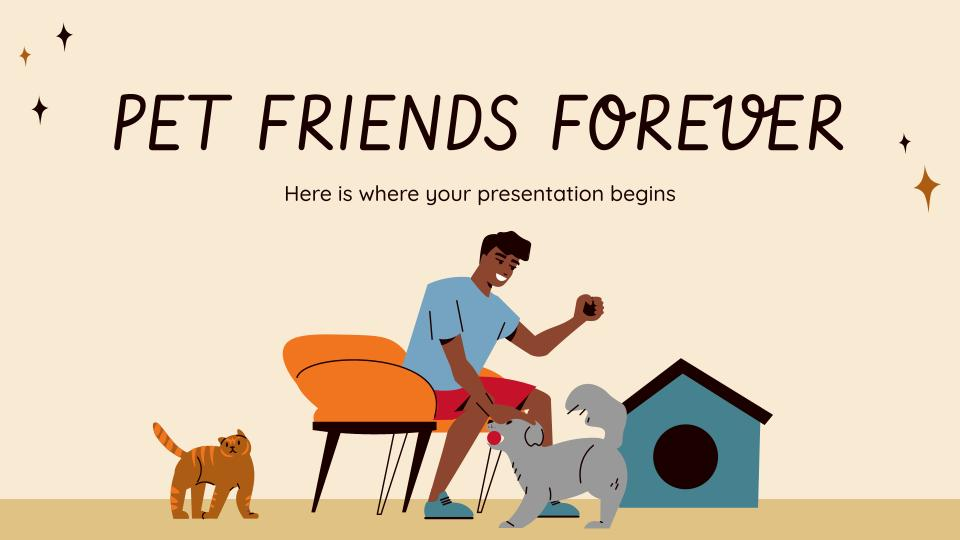 PET FRIENDS FOREVER
Here is where your presentation begins